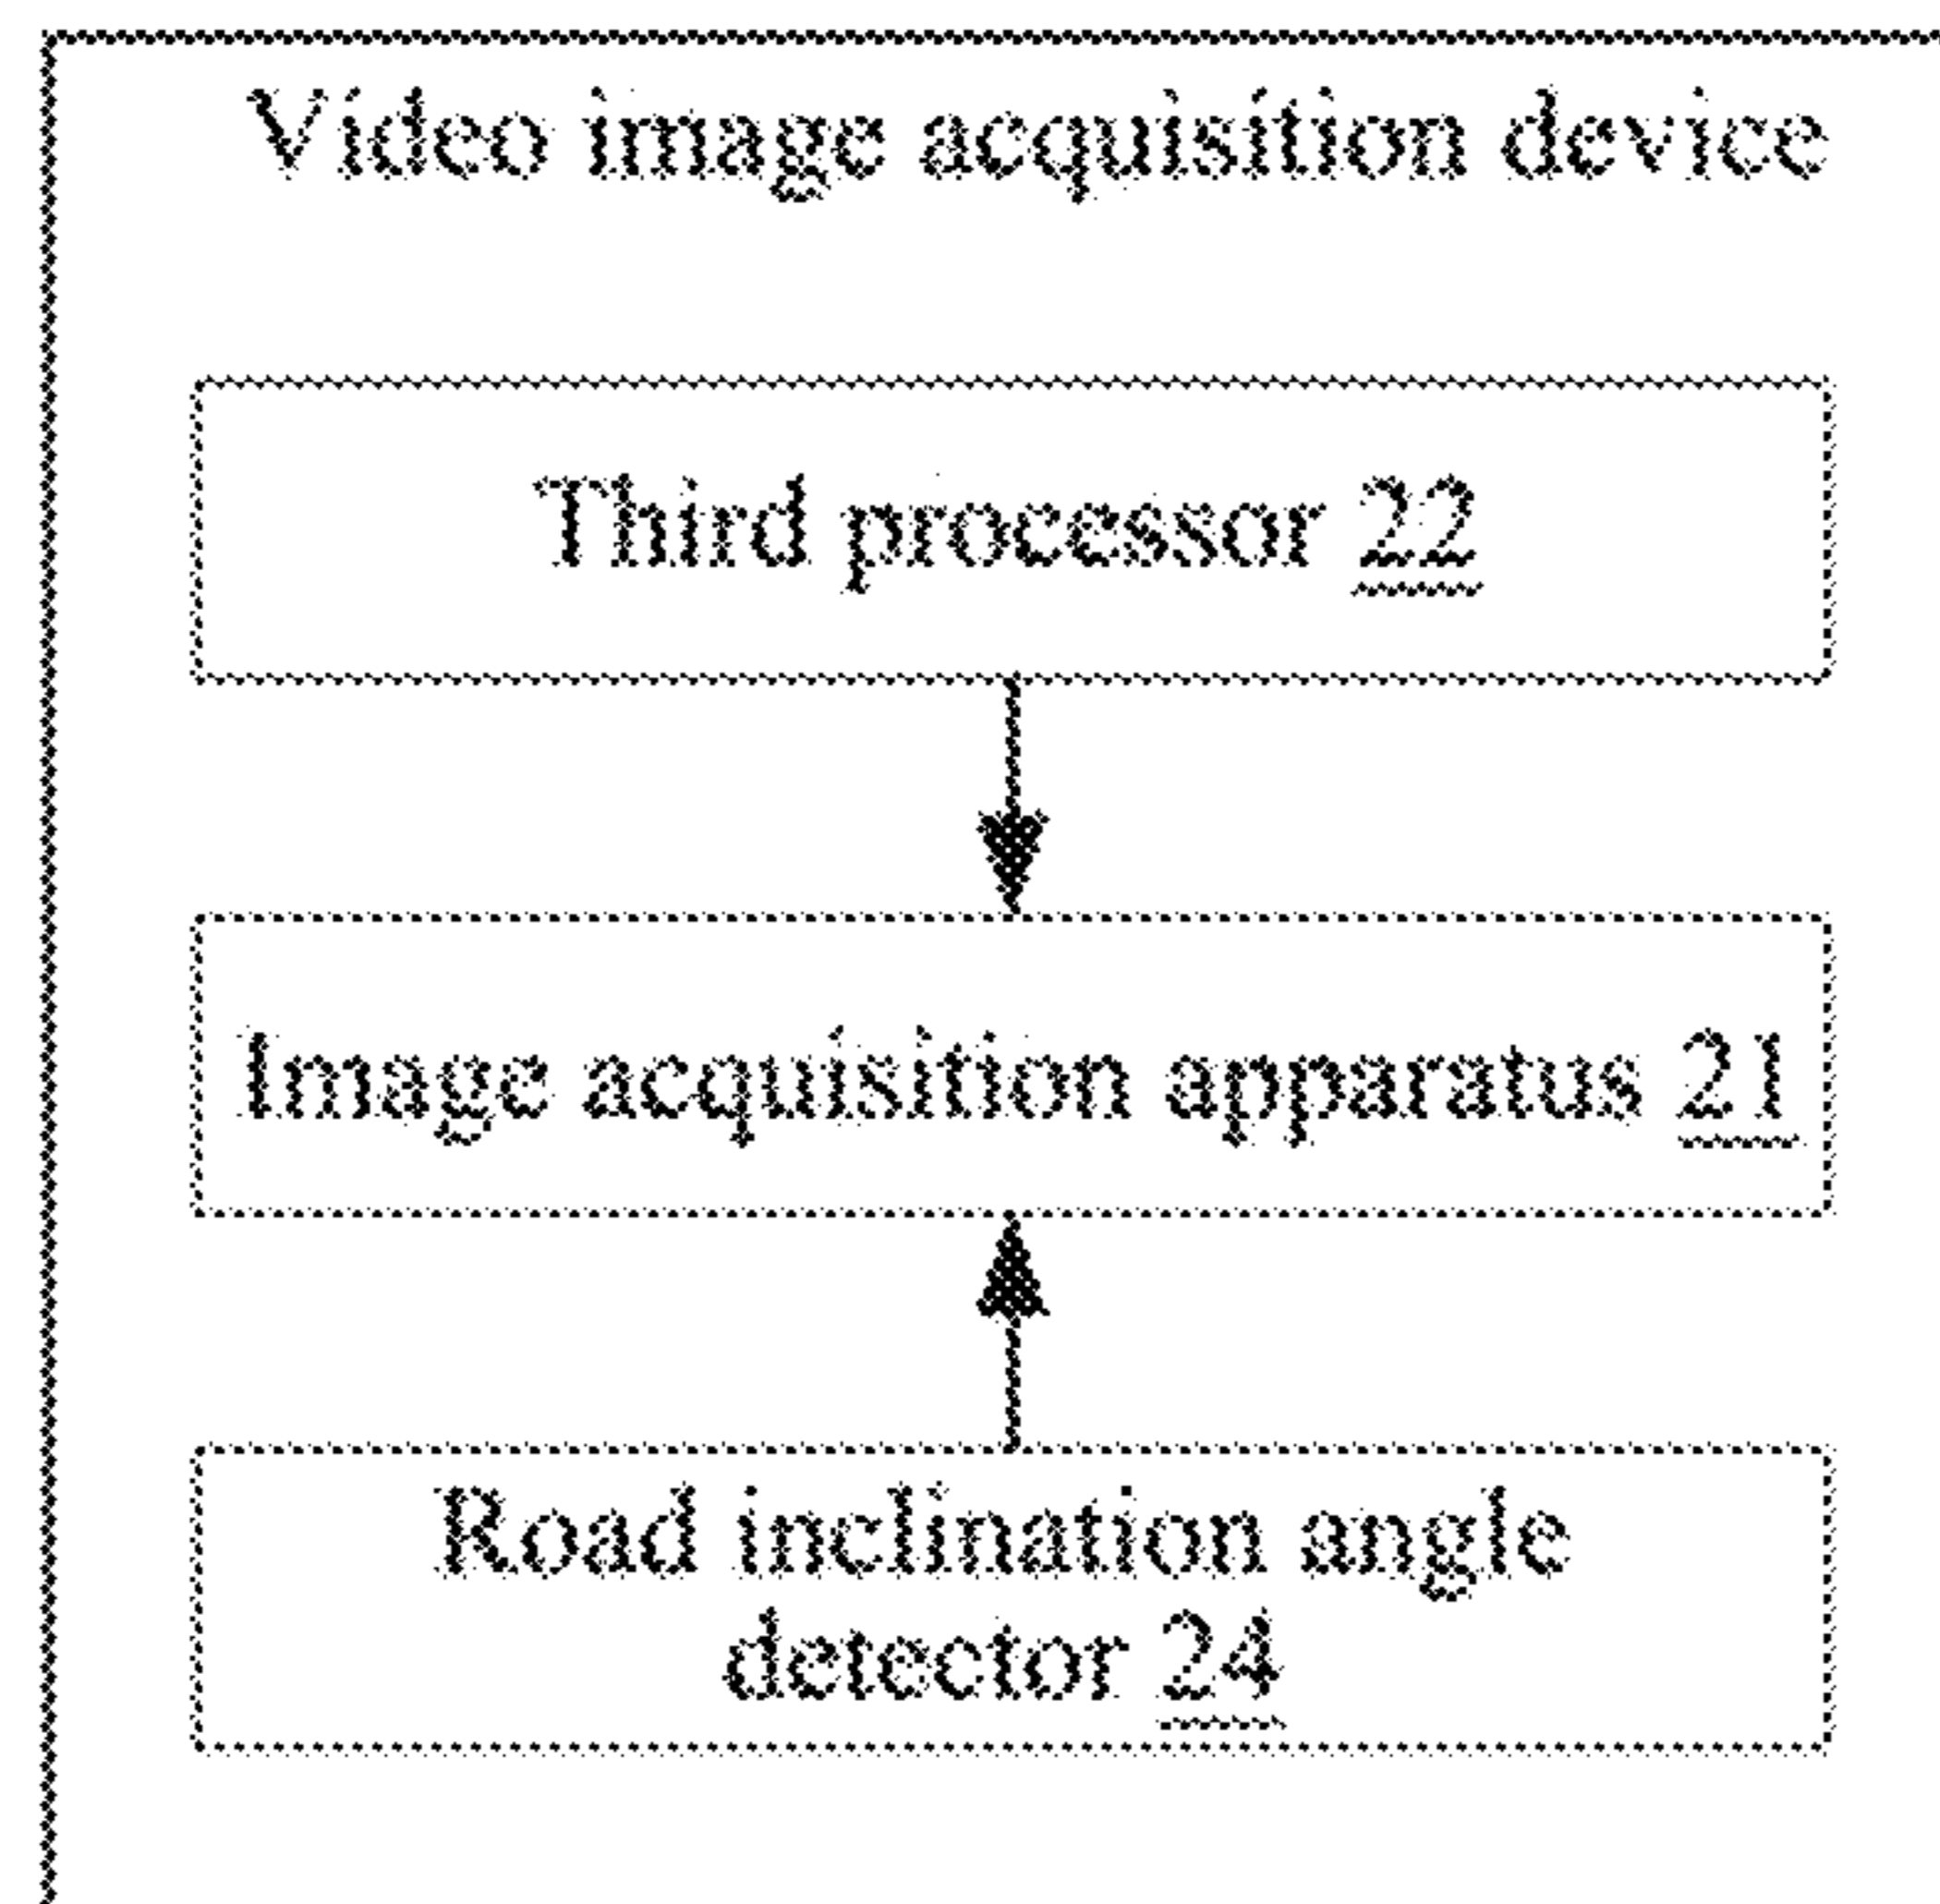 Video image acquisition device
Third processor 22
Image acquisition apparatus 21
Road inclination angle
detector 24